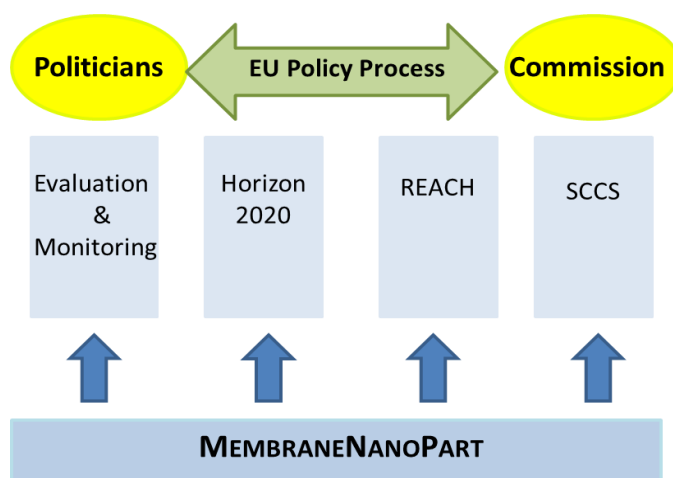 Politicians
EU Policy Process
Commission
Evaluation
&
Monitoring
Horizon
2020
REACH
SCCS
MEMBRANENANOPART